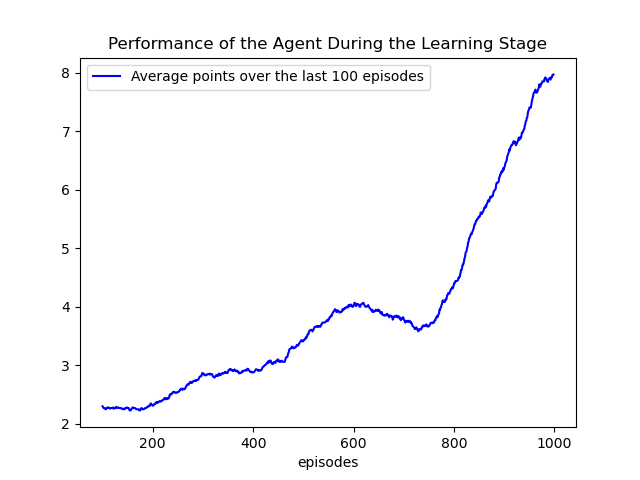 Performance of the Agent During the Learning Stage
Average points over the last 100 episodes
8
7
6
5
4
3
2
200 400 600 800 1000
episodes